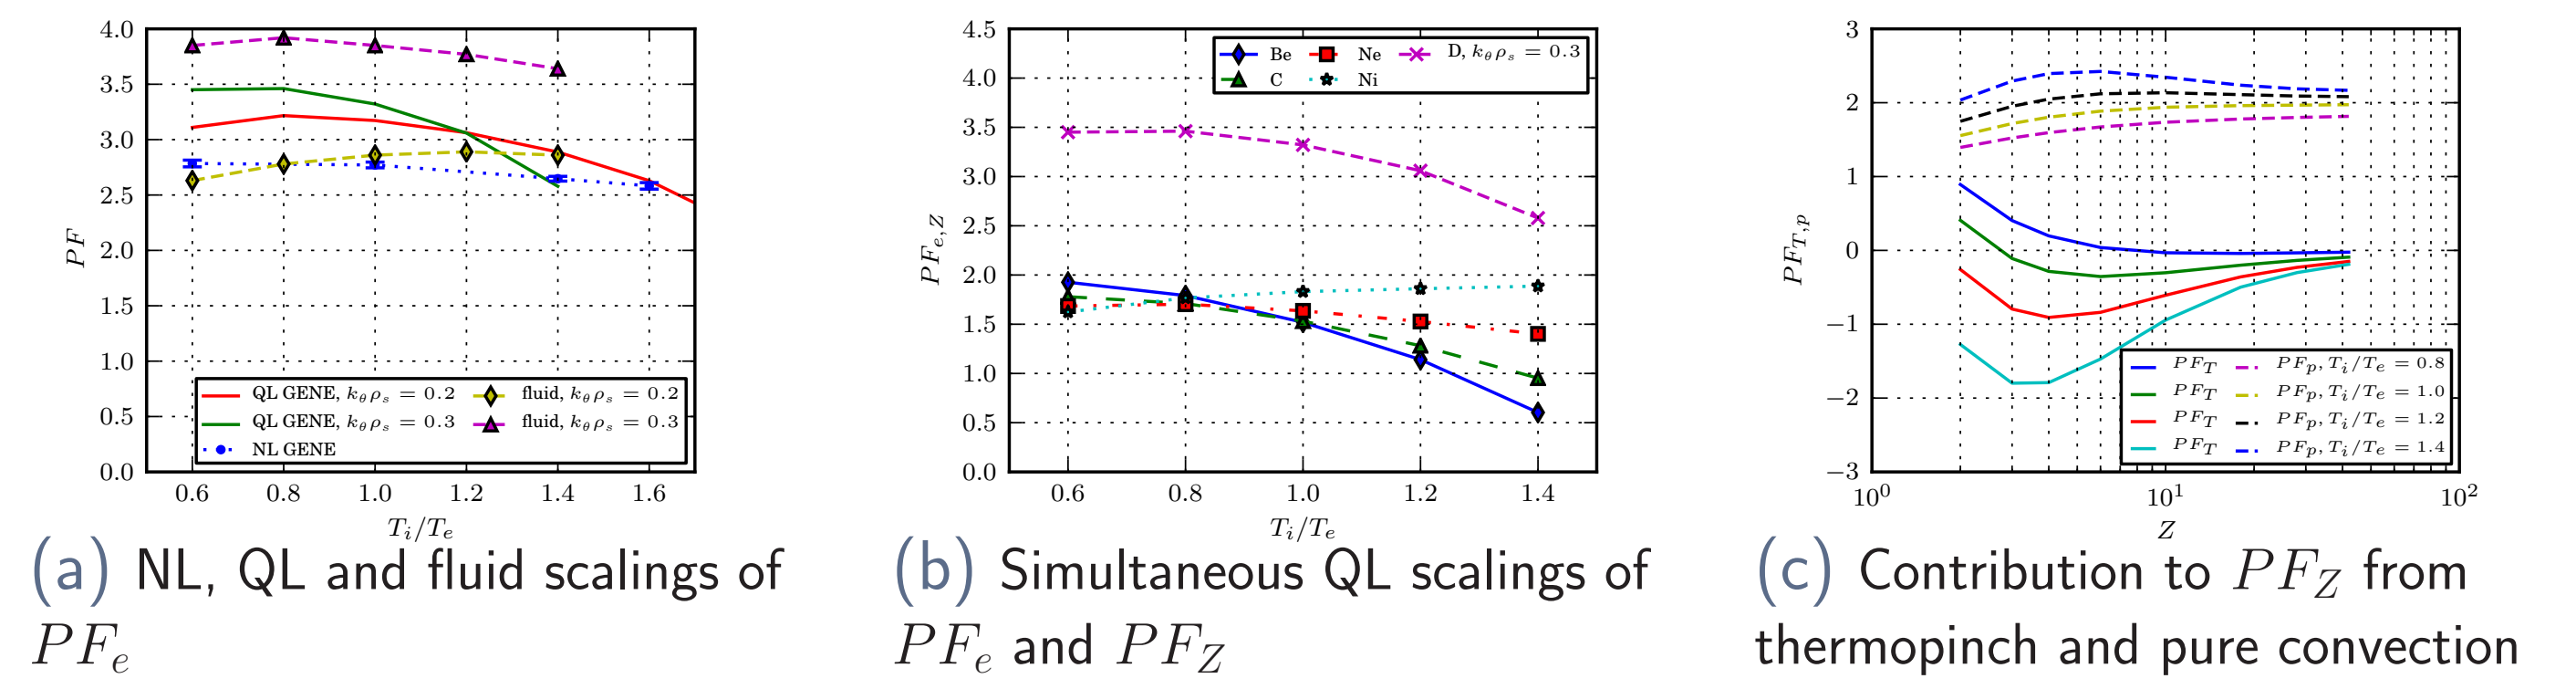 4.0
3.5
3.0
2.5
2.0
1.5
1.0
0.5
0.0
PF
QL GENE, k_θρ_s = 0.2
QL GENE, k_θρ_s = 0.3
NL GENE
fluid, k_θρ_s = 0.2
fluid, k_θρ_s = 0.3
0.6 0.8 1.0 1.2 1.4 1.6
T_i/T_e
(a) NL, QL and fluid scalings of
PF_e
4.5
4.0
3.5
3.0
2.5
2.0
1.5
1.0
0.5
0.0
PF_{e,Z}
Be Ne D, k_θρ_s = 0.3
C Ni
0.6 0.8 1.0 1.2 1.4
T_i/T_e
(b) Simultaneous QL scalings of
PF_e and PF_Z
3
2
1
0
−1
−2
−3
PF_{T,p}
PF_T PF_p, T_i/T_e = 0.8
PF_T PF_p, T_i/T_e = 1.0
PF_T PF_p, T_i/T_e = 1.2
PF_T PF_p, T_i/T_e = 1.4
10^0 10^1 10^2
Z
(c) Contribution to PF_Z from
thermopinch and pure convection